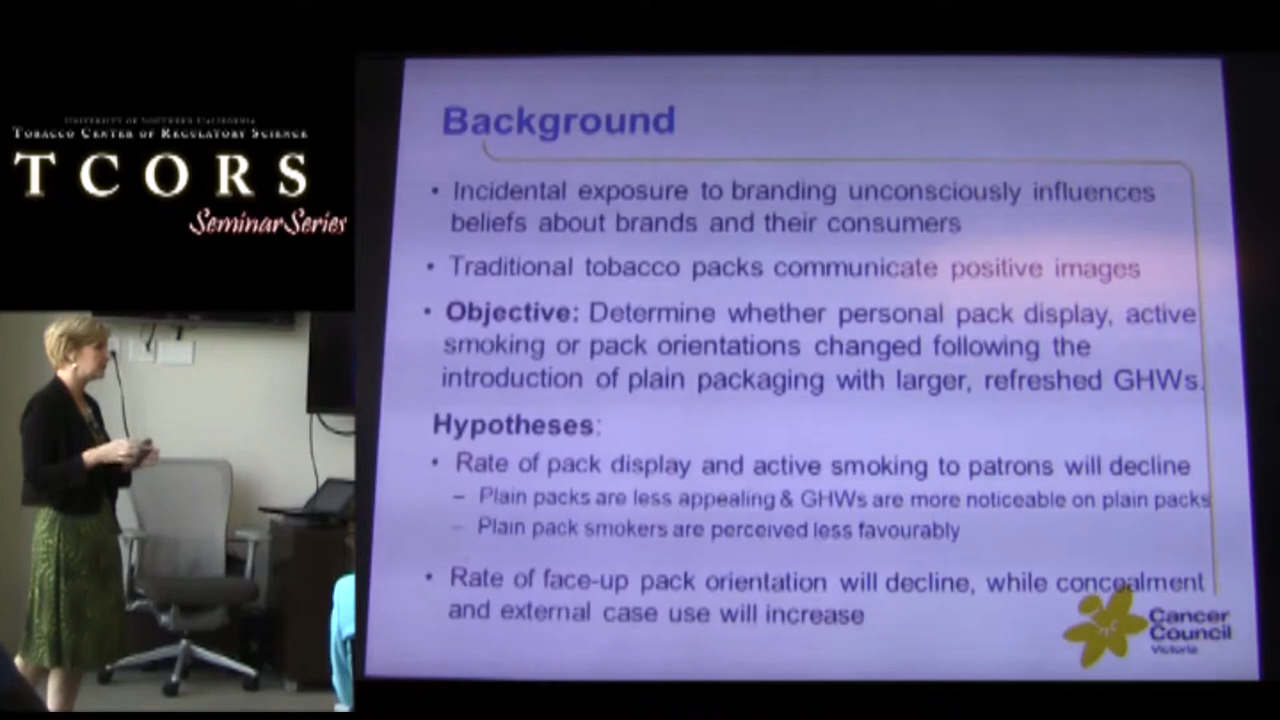 UNIVERSITY OF SOUTHERN CALIFORNIA
TOBACCO CENTER OF REGULATORY SCIENCE
TCORS
Seminar Series
Background
• Incidental exposure to branding unconsciously influences
beliefs about brands and their consumers
• Traditional tobacco packs communicate positive images
• Objective: Determine whether personal pack display, active
smoking or pack orientations changed following the
introduction of plain packaging with larger, refreshed GHWs.
Hypotheses:
• Rate of pack display and active smoking to patrons will decline
– Plain packs are less appealing & GHWs are more noticeable on plain packs
– Plain pack smokers are perceived less favourably
• Rate of face-up pack orientation will decline, while concealment
and external case use will increase
Cancer
Council
Victoria